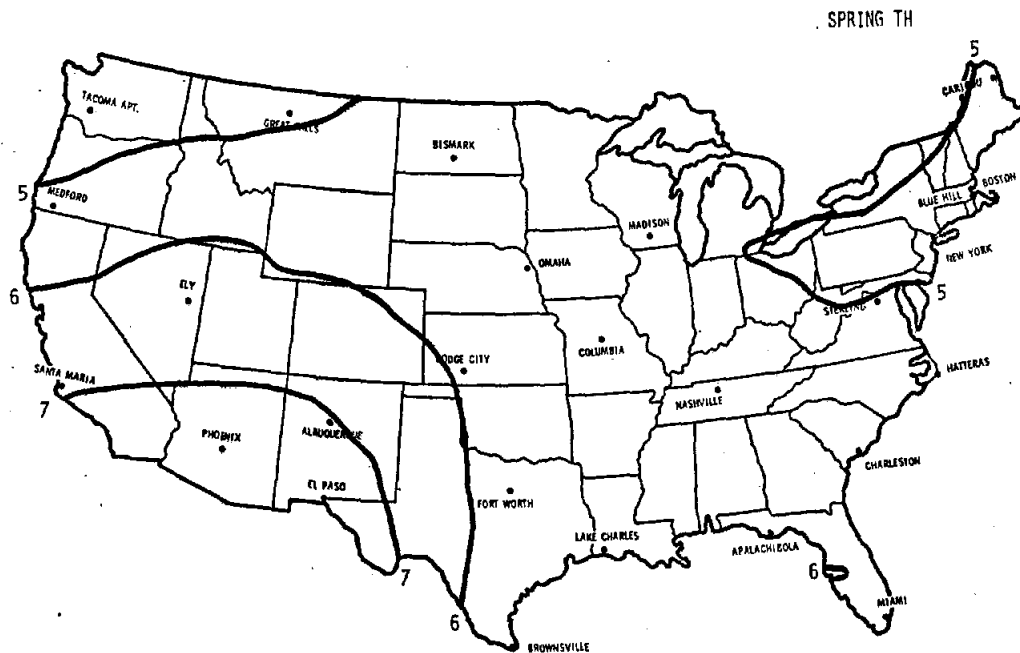 SPRING TH
5
CARIBOU
TACOMA APT.
GREAT FALLS
BISMARK
5
MEDFORD
BLUE HILL
BOSTON
MADISON
NEW YORK
OMAHA
6
ELY
5
STERLING
COLUMBIA
DODGE CITY
HATTERAS
SANTA MARIA
7
NASHVILLE
PHOENIX
ALBUQUERQUE
CHARLESTON
EL PASO
FORT WORTH
LAKE CHARLES
APALACHICOLA
7
6
MIAMI
6
BROWNSVILLE